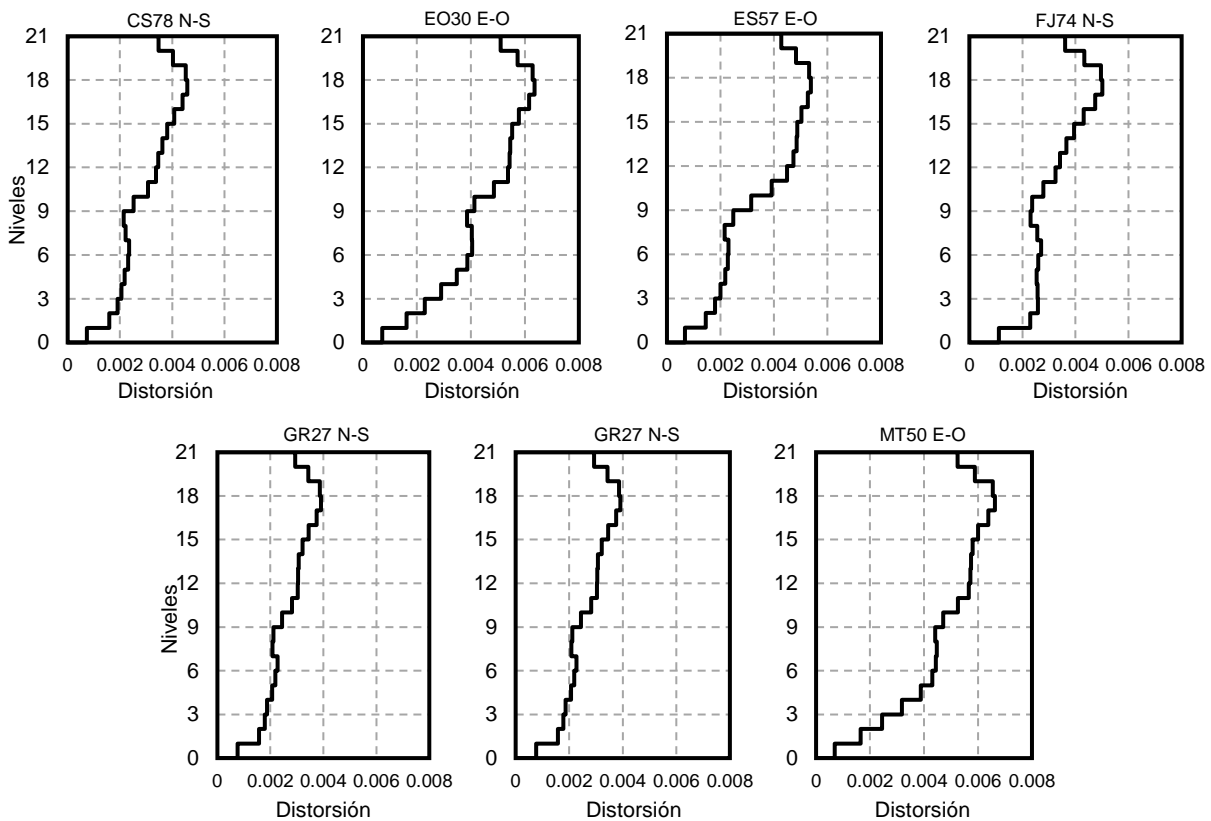 CS78 N-S
EO30 E-O
ES57 E-O
FJ74 N-S
21 21 21 21
18 18 18 18
15 15 15 15
12 12 12 12
Niveles
9 9 9 9
6 6 6 6
3 3 3 3
0 0 0 0
0 0.002 0.004 0.006 0.008
0 0.002 0.004 0.006 0.008
0 0.002 0.004 0.006 0.008
0 0.002 0.004 0.006 0.008
Distorsión
Distorsión
Distorsión
Distorsión
GR27 N-S
GR27 N-S
MT50 E-O
21 21 21
18 18 18
15 15 15
12 12 12
Niveles
9 9 9
6 6 6
3 3 3
0 0 0
0 0.002 0.004 0.006 0.008
0 0.002 0.004 0.006 0.008
0 0.002 0.004 0.006 0.008
Distorsión
Distorsión
Distorsión